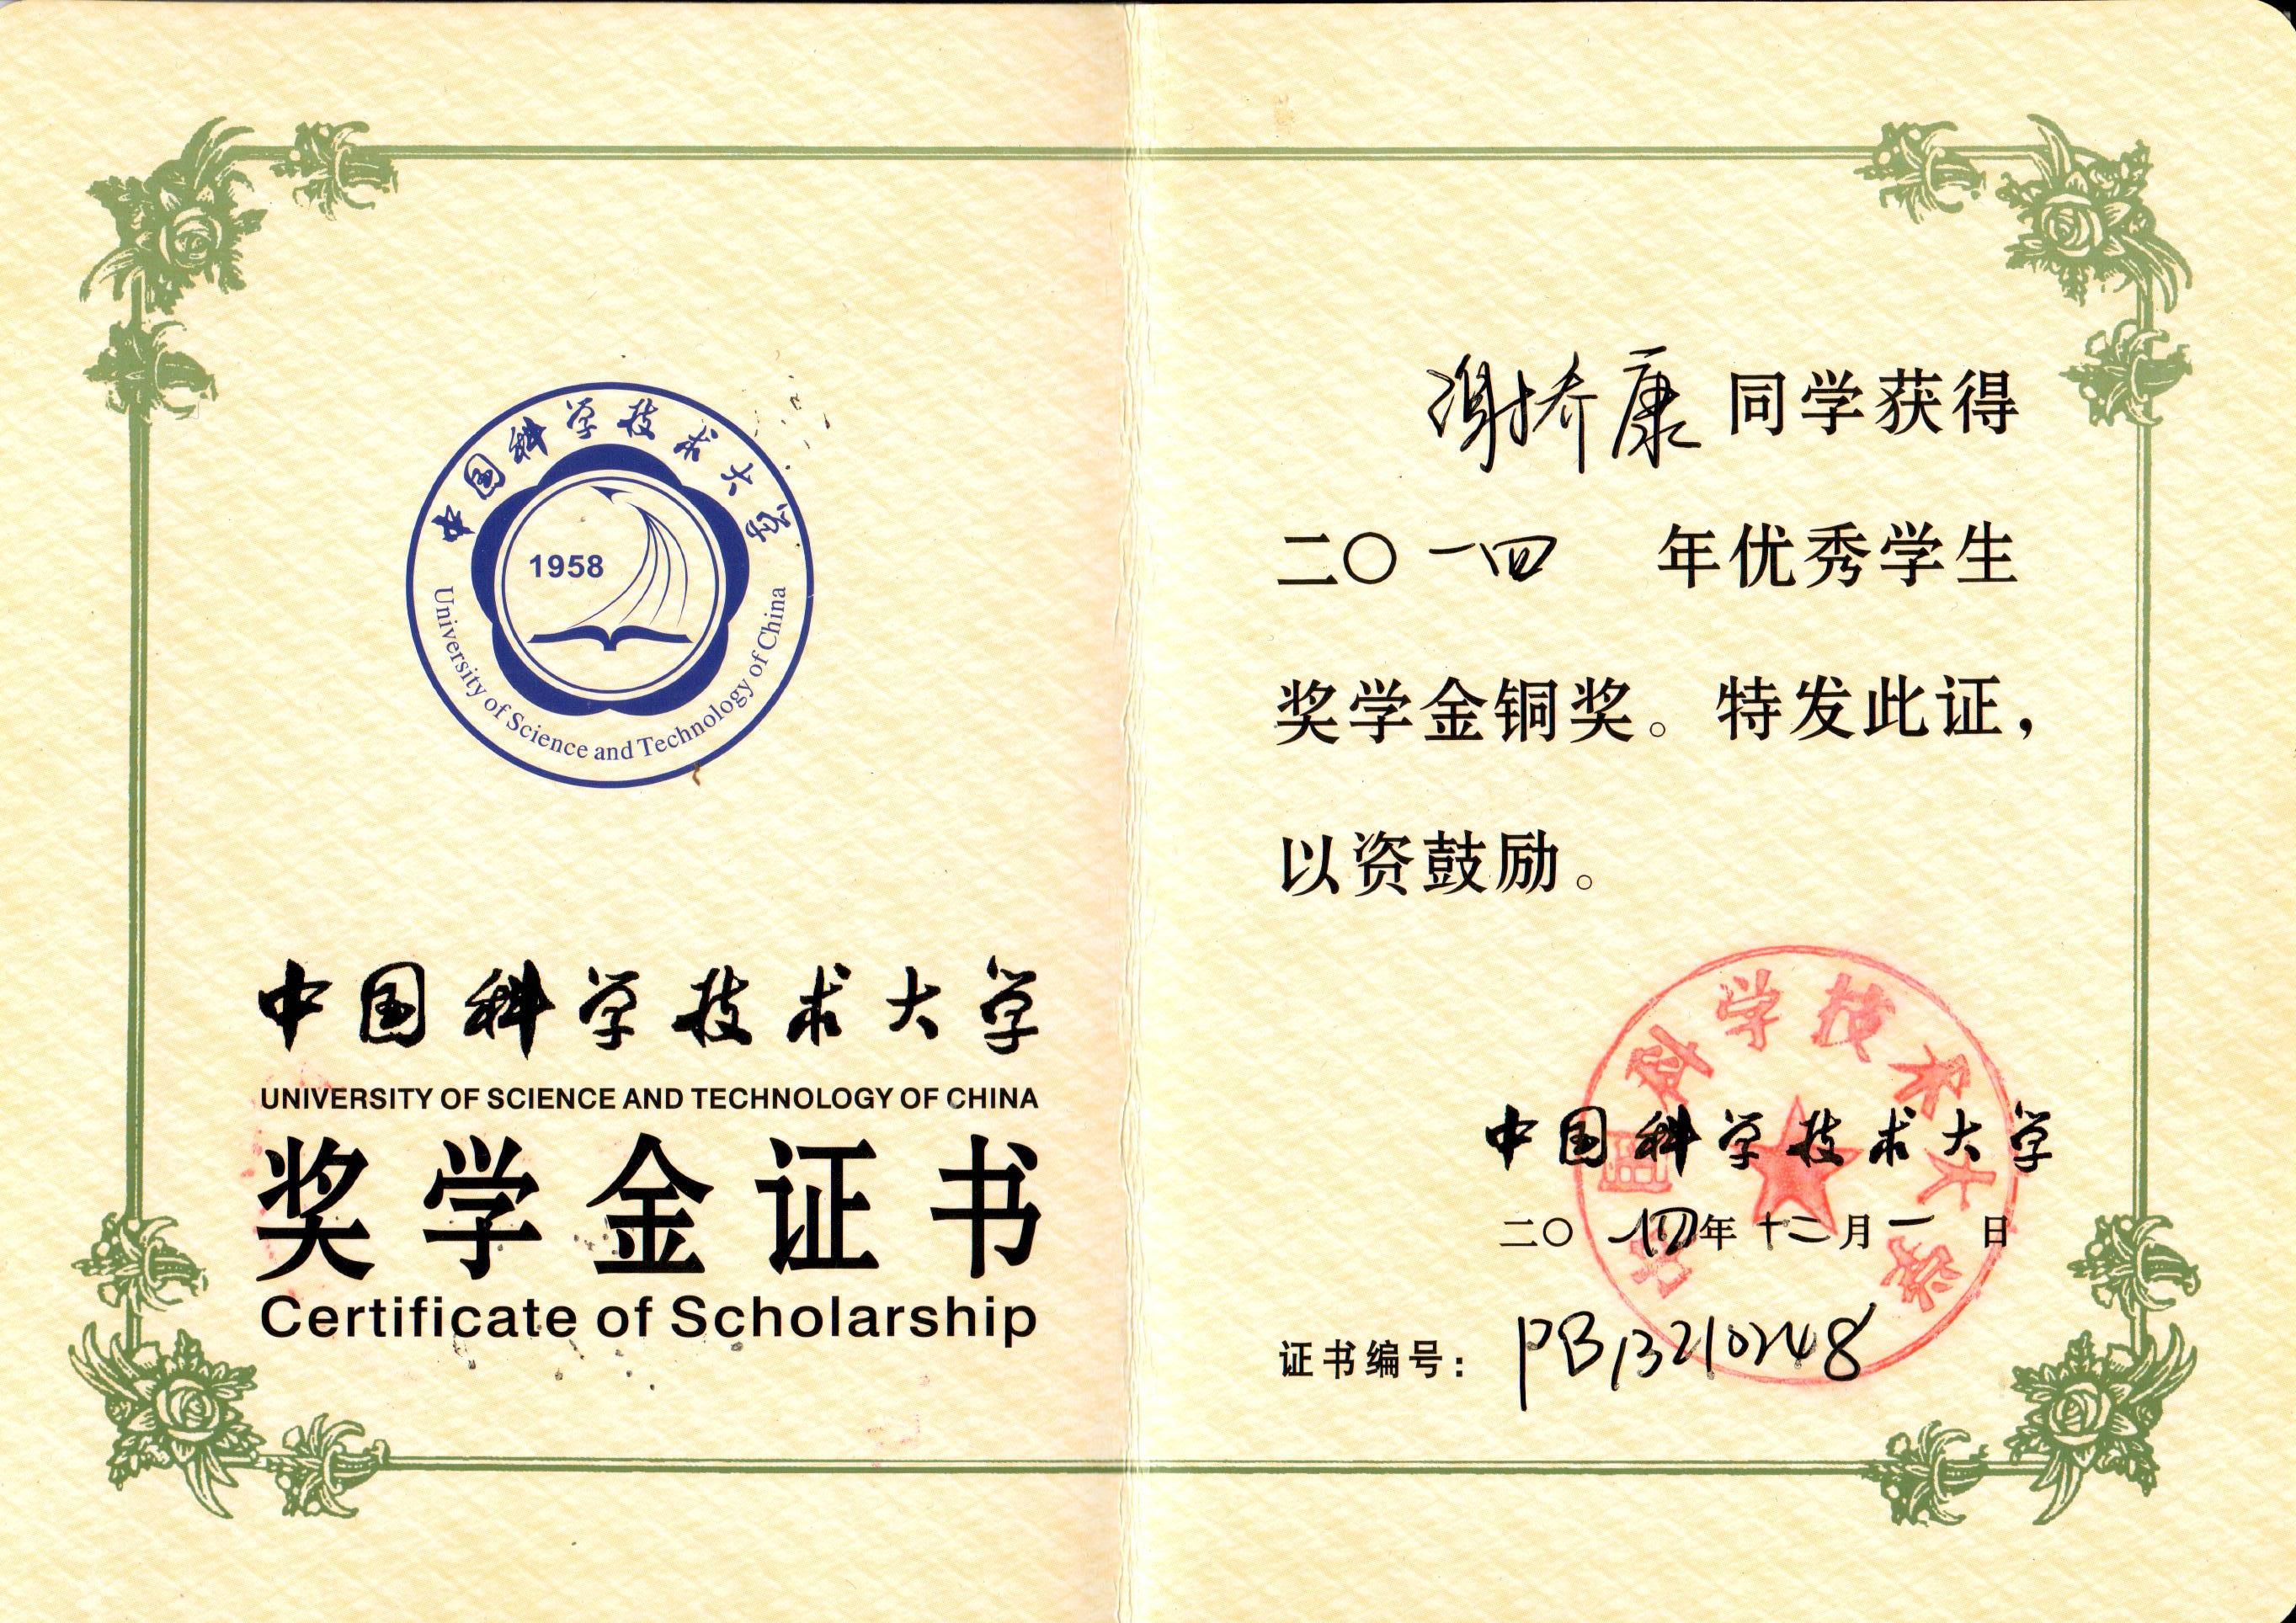 中国科学技术大学
1958
University of Science and Technology of China
中国科学技术大学
UNIVERSITY OF SCIENCE AND TECHNOLOGY OF CHINA
奖学金证书
Certificate of Scholarship
谢桥康同学获得
二〇一四年优秀学生
奖学金铜奖。特发此证，
以资鼓励。
中国科学技术大学
中国科学技术大学
二〇一四年十二月一日
证书编号：PB13210248